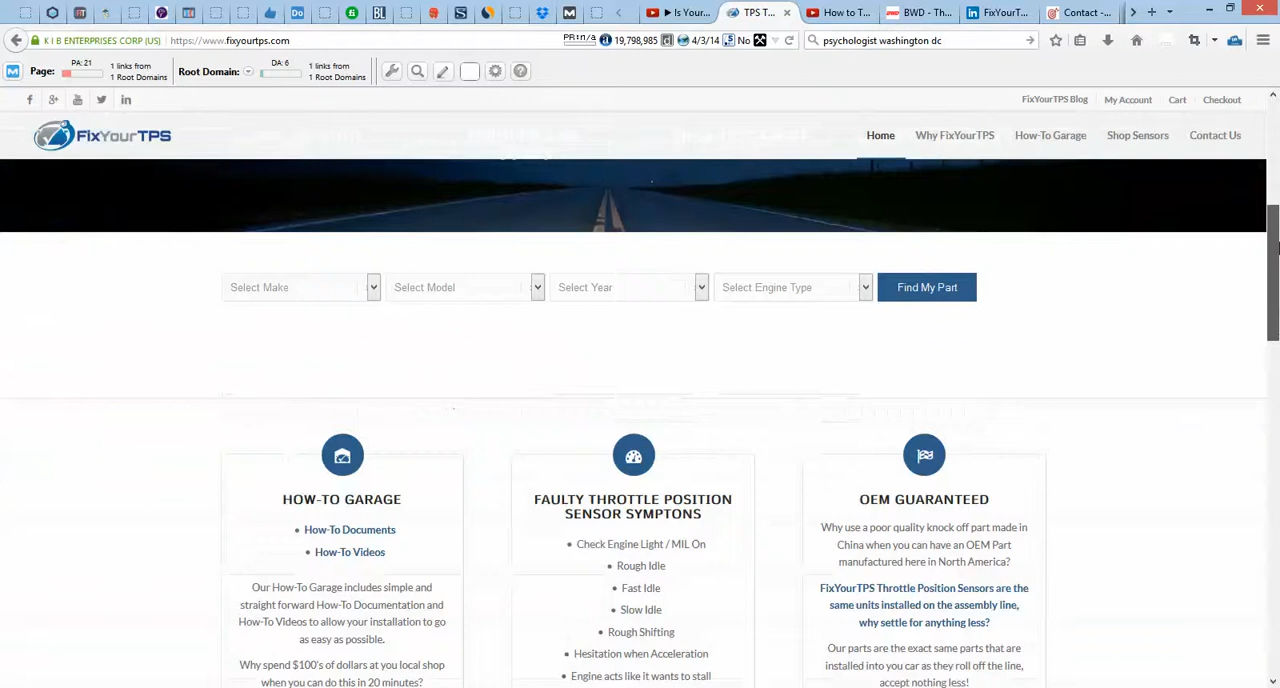 ▶ Is Your...
TPS T...
How to T...
BWD - Th...
FixYourT...
Contact -...
K I B ENTERPRISES CORP (US)
https://www.fixyourtps.com
19,798,985
4/3/14
No
psychologist washington dc
Page:
PA: 21
1 links from
1 Root Domains
Root Domain:
DA: 6
1 links from
1 Root Domains
FixYourTPS Blog
My Account
Cart
Checkout
FixYourTPS
Home
Why FixYourTPS
How-To Garage
Shop Sensors
Contact Us
Select Make
Select Model
Select Year
Select Engine Type
Find My Part
HOW-TO GARAGE
• How-To Documents
• How-To Videos
Our How-To Garage includes simple and
straight forward How-To Documentation and
How-To Videos to allow your installation to go
as easy as possible.
Why spend $100's of dollars at you local shop
when you can do this in 20 minutes?
FAULTY THROTTLE POSITION
SENSOR SYMPTONS
• Check Engine Light / MIL On
• Rough Idle
• Fast Idle
• Slow Idle
• Rough Shifting
• Hesitation when Acceleration
• Engine acts like it wants to stall
OEM GUARANTEED
Why use a poor quality knock off part made in
China when you can have an OEM Part
manufactured here in North America?
FixYourTPS Throttle Position Sensors are the
same units installed on the assembly line,
why settle for anything less?
Our parts are the exact same parts that are
installed into you car as they roll off the line,
accept nothing less!